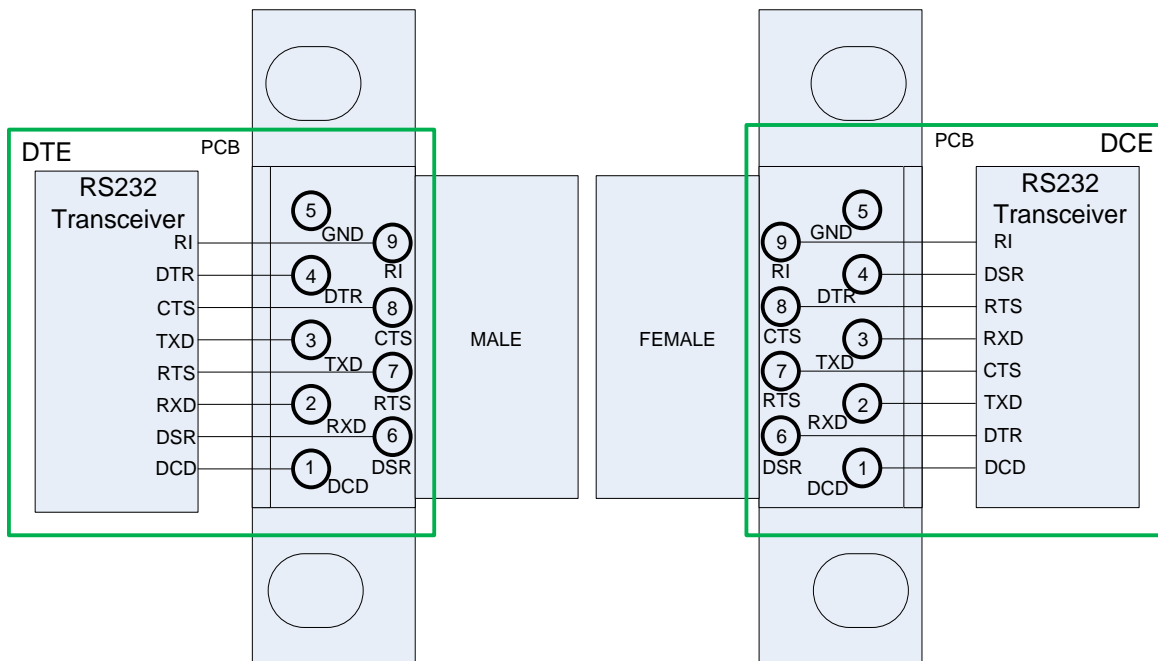 DTE
PCB
RS232
Transceiver
RI
DTR
CTS
TXD
RTS
RXD
DSR
DCD
5
GND
9
RI
4
DTR
8
CTS
3
TXD
7
RTS
2
RXD
6
DSR
1
DCD
MALE
FEMALE
PCB
DCE
5
GND
9
RI
4
DTR
8
CTS
3
TXD
7
RTS
2
RXD
6
DSR
1
DCD
RS232
Transceiver
RI
DSR
RTS
RXD
CTS
TXD
DTR
DCD